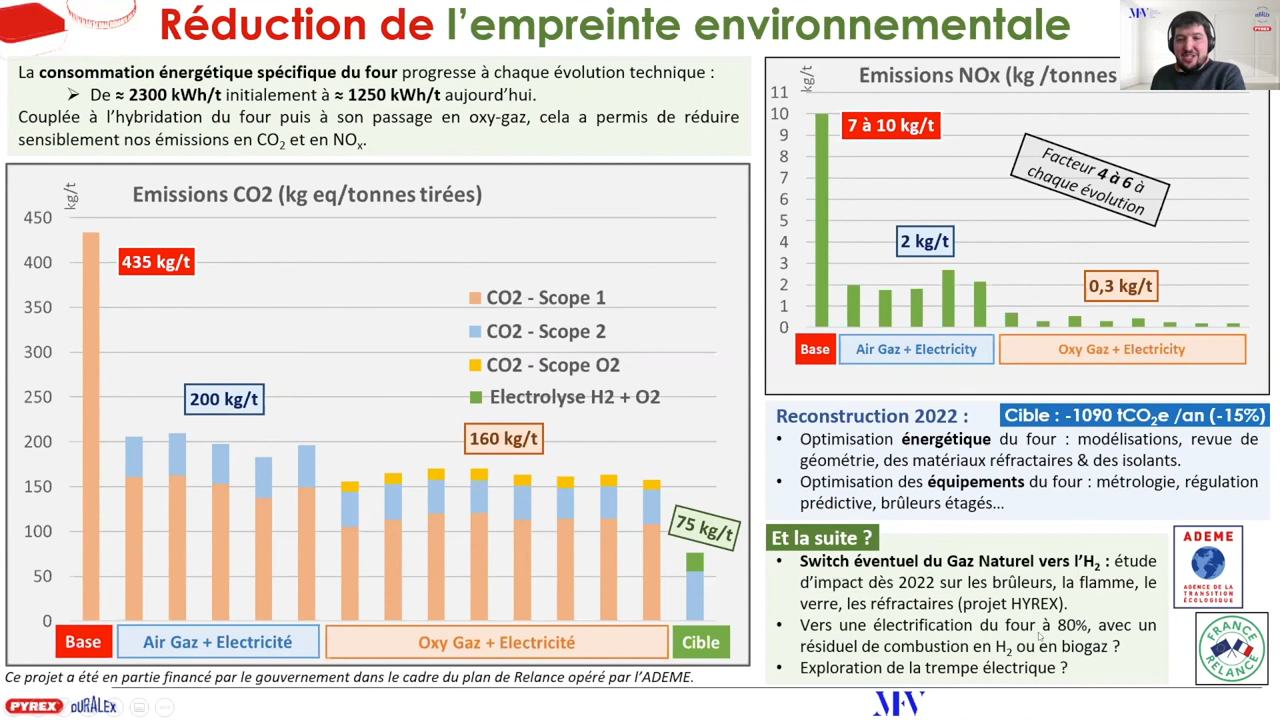 Réduction de l'empreinte environnementale
La consommation énergétique spécifique du four progresse à chaque évolution technique :
➤ De ≈ 2300 kWh/t initialement à ≈ 1250 kWh/t aujourd'hui.
Couplée à l'hybridation du four puis à son passage en oxy-gaz, cela a permis de réduire
sensiblement nos émissions en CO2 et en NOx.
kg/t
Emissions CO2 (kg eq/tonnes tirées)
450
400
350
300
250
200
150
100
50
0
435 kg/t
200 kg/t
160 kg/t
75 kg/t
CO2 - Scope 1
CO2 - Scope 2
CO2 - Scope O2
Electrolyse H2 + O2
Base
Air Gaz + Electricité
Oxy Gaz + Electricité
Cible
Ce projet a été en partie financé par le gouvernement dans le cadre du plan de Relance opéré par l'ADEME.
kg/t
Emissions NOx (kg /tonnes
11
10
9
8
7
6
5
4
3
2
1
0
7 à 10 kg/t
2 kg/t
0,3 kg/t
Facteur 4 à 6 à
chaque évolution
Base
Air Gaz + Electricity
Oxy Gaz + Electricity
Reconstruction 2022 :
Cible : -1090 tCO2e /an (-15%)
• Optimisation énergétique du four : modélisations, revue de
géométrie, des matériaux réfractaires & des isolants.
• Optimisation des équipements du four : métrologie, régulation
prédictive, brûleurs étagés…
Et la suite ?
• Switch éventuel du Gaz Naturel vers l'H2 : étude
d'impact dès 2022 sur les brûleurs, la flamme, le
verre, les réfractaires (projet HYREX).
• Vers une électrification du four à 80%, avec un
résiduel de combustion en H2 ou en biogaz ?
• Exploration de la trempe électrique ?
ADEME
AGENCE DE LA
TRANSITION
ÉCOLOGIQUE
FRANCE
RELANCE
PYREX
DURALEX